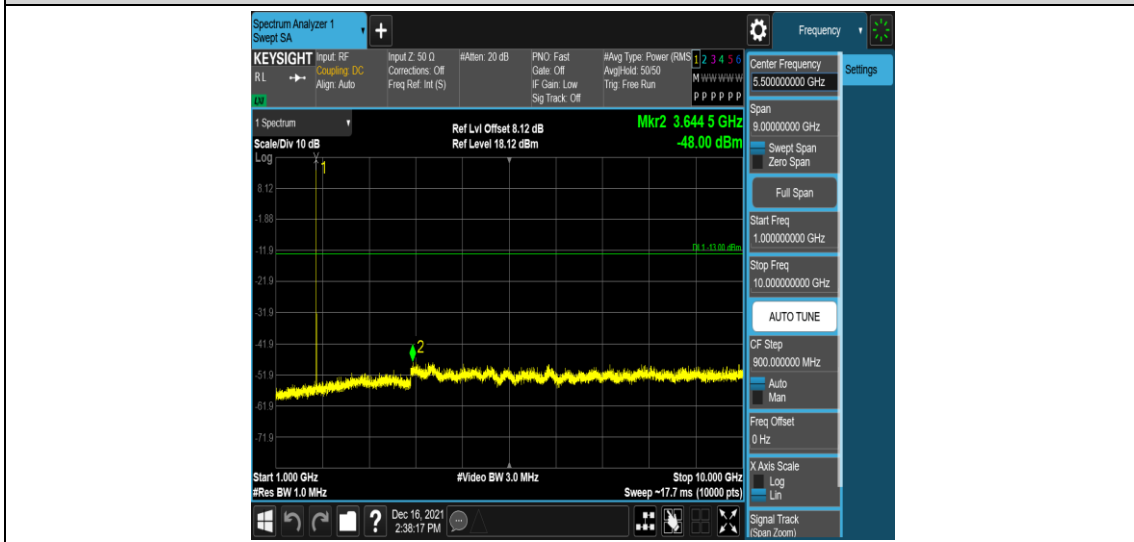 Spectrum Analyzer 1
Swept SA
+
Frequency
KEYSIGHT
RL
LXI
Input: RF
Coupling: DC
Align: Auto
Input Z: 50 Ω
Corrections: Off
Freq Ref: Int (S)
#Atten: 20 dB
PNO: Fast
Gate: Off
IF Gain: Low
Sig Track: Off
#Avg Type: Power (RMS
Avg|Hold: 50/50
Trig: Free Run
1 2 3 4 5 6
M W W W W W
P P P P P P
1 Spectrum
Scale/Div 10 dB
Log
Ref Lvl Offset 8.12 dB
Ref Level 18.12 dBm
Mkr2 3.644 5 GHz
-48.00 dBm
1
8.12
-1.88
-11.9
DL1 -13.00 dBm
-21.9
-31.9
-41.9
2
-51.9
-61.9
-71.9
Start 1.000 GHz
#Video BW 3.0 MHz
Stop 10.000 GHz
#Res BW 1.0 MHz
Sweep ~17.7 ms (10000 pts)
?
Dec 16, 2021
2:38:17 PM
Center Frequency
5.50000000 GHz
Settings
Span
9.00000000 GHz
Swept Span
Zero Span
Full Span
Start Freq
1.000000000 GHz
Stop Freq
10.000000000 GHz
AUTO TUNE
CF Step
900.000000 MHz
Auto
Man
Freq Offset
0 Hz
X Axis Scale
Log
Lin
Signal Track
(Span Zoom)